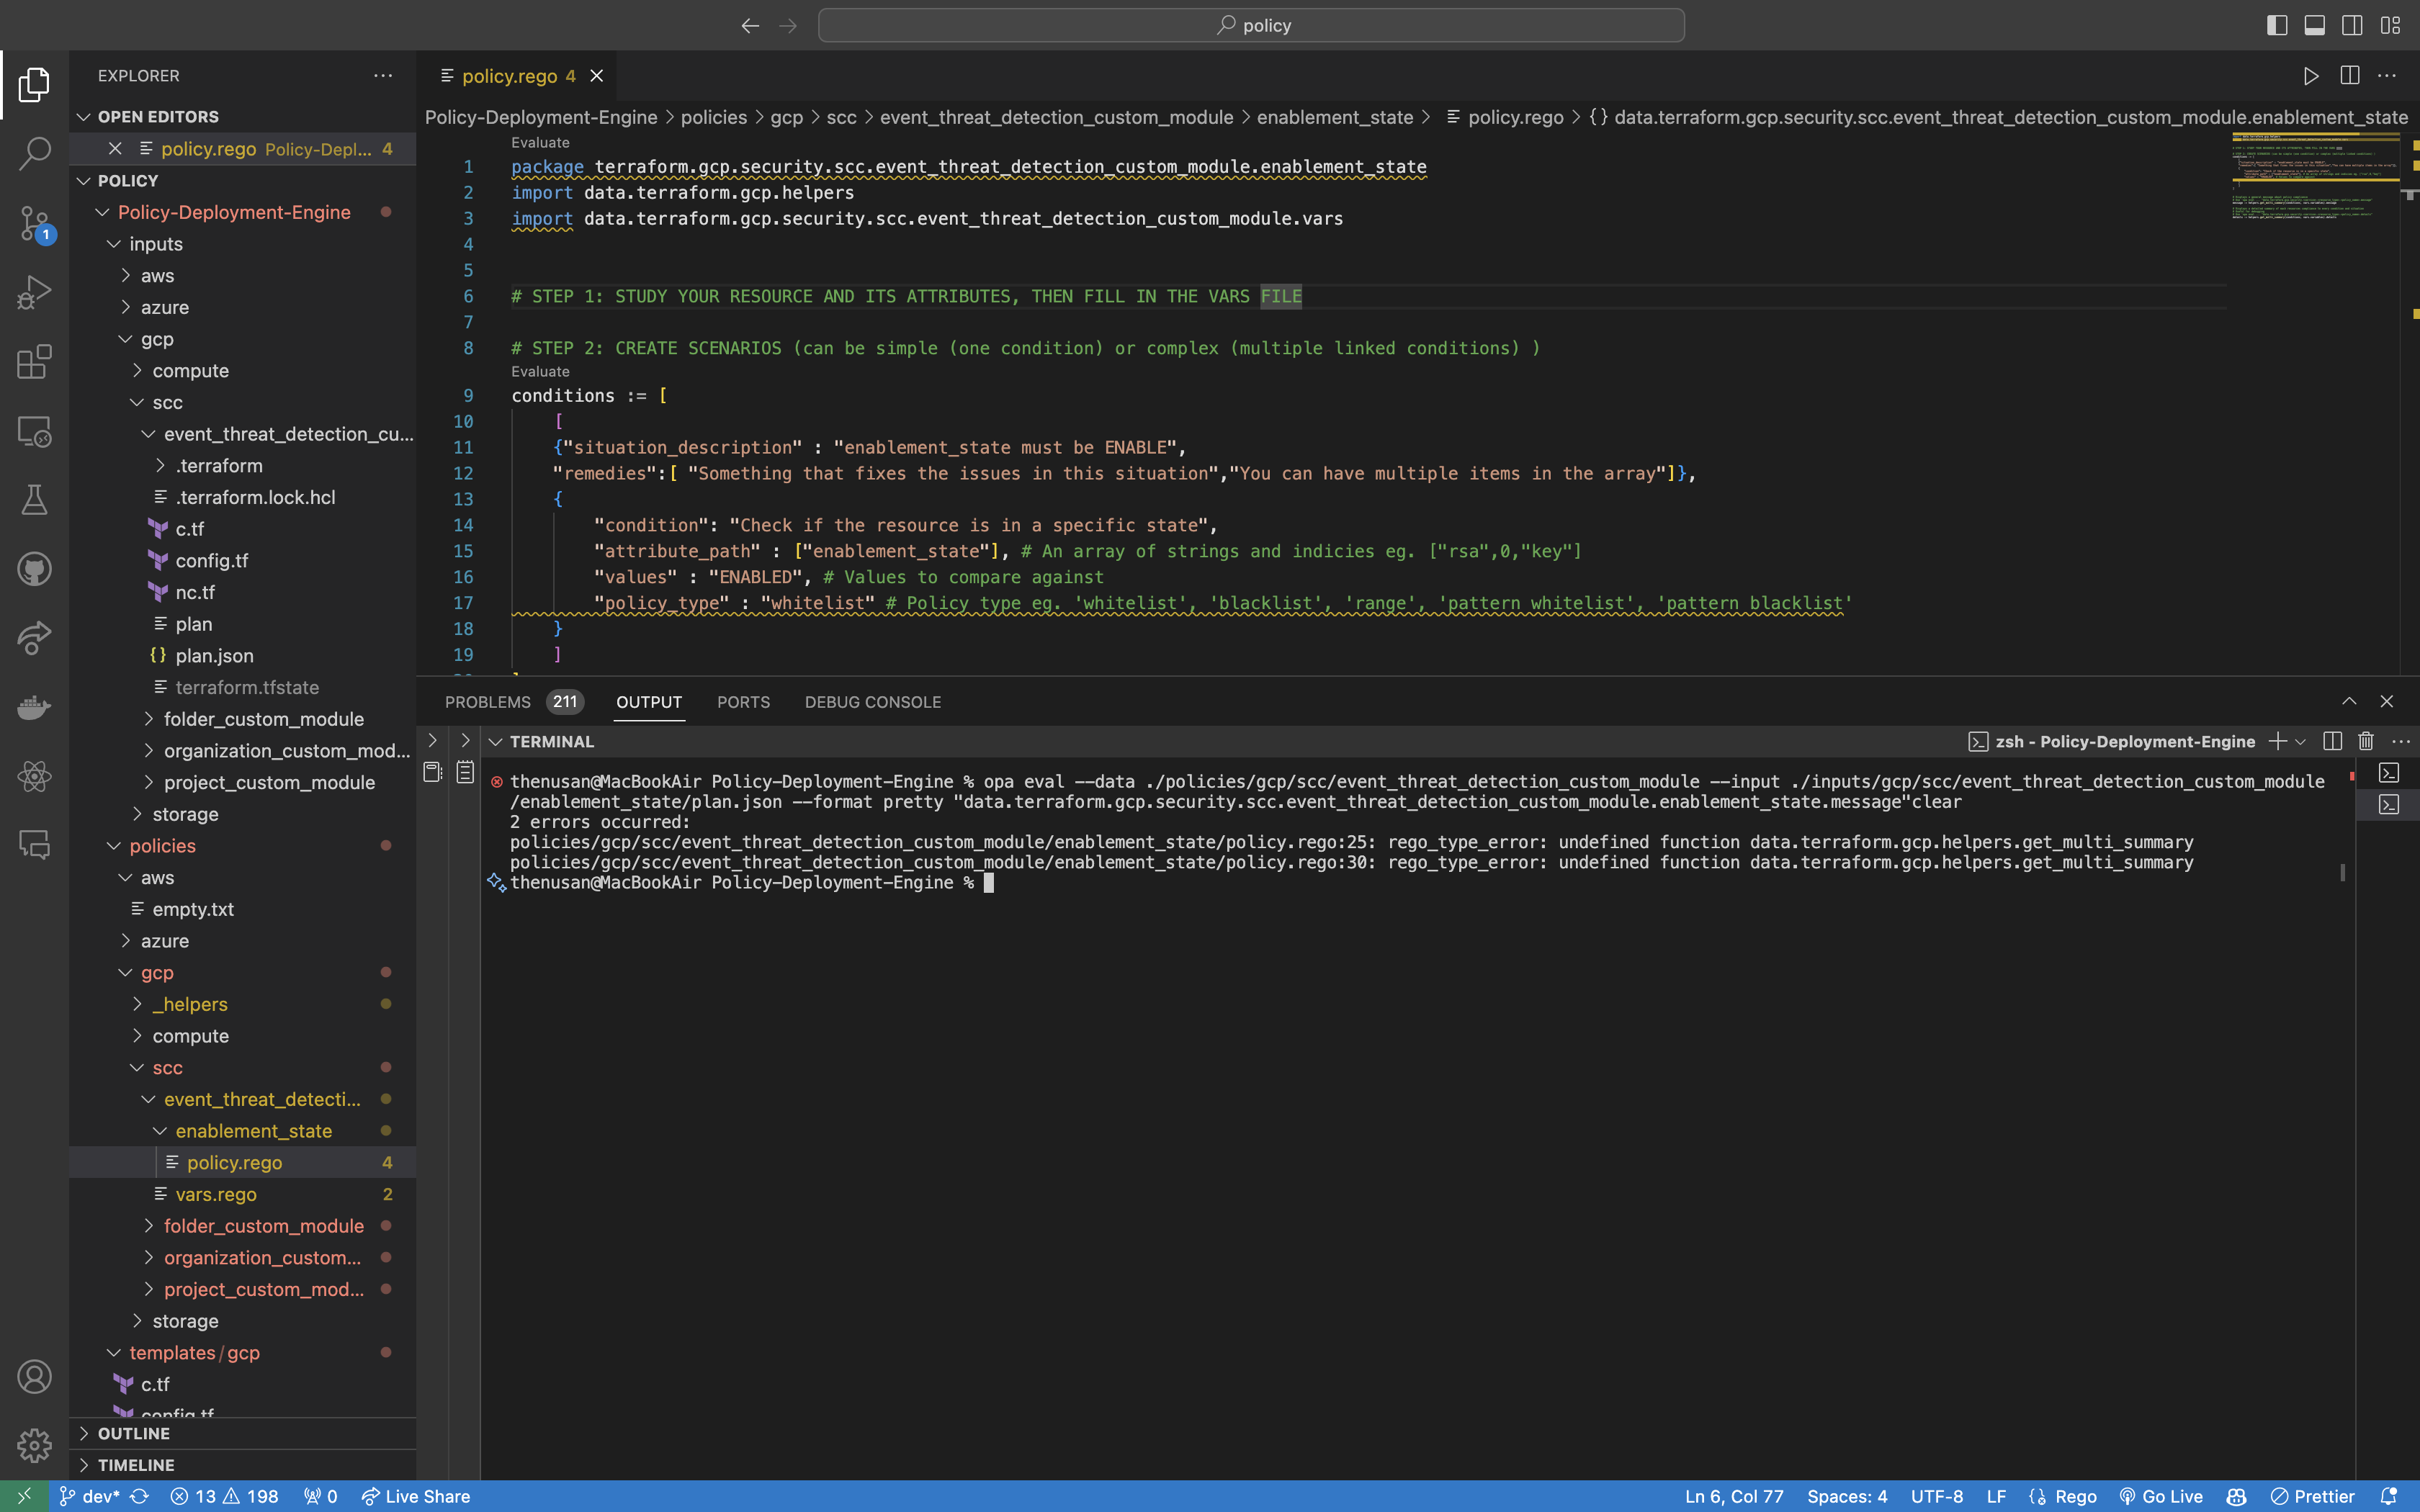 policy
EXPLORER
OPEN EDITORS
policy.rego Policy-Depl... 4
POLICY
Policy-Deployment-Engine
inputs
aws
azure
gcp
compute
scc
event_threat_detection_cu...
.terraform
.terraform.lock.hcl
c.tf
config.tf
nc.tf
plan
plan.json
terraform.tfstate
folder_custom_module
organization_custom_mod...
project_custom_module
storage
policies
aws
empty.txt
azure
gcp
_helpers
compute
scc
event_threat_detecti...
enablement_state
policy.rego 4
vars.rego 2
folder_custom_module
organization_custom...
project_custom_mod...
storage
templates/gcp
c.tf
config.tf
OUTLINE
TIMELINE
1
policy.rego 4
Policy-Deployment-Engine > policies > gcp > scc > event_threat_detection_custom_module > enablement_state > policy.rego > {} data.terraform.gcp.security.scc.event_threat_detection_custom_module.enablement_state
Evaluate
1 package terraform.gcp.security.scc.event_threat_detection_custom_module.enablement_state
2 import data.terraform.gcp.helpers
3 import data.terraform.gcp.security.scc.event_threat_detection_custom_module.vars
4
5
6 # STEP 1: STUDY YOUR RESOURCE AND ITS ATTRIBUTES, THEN FILL IN THE VARS FILE
7
8 # STEP 2: CREATE SCENARIOS (can be simple (one condition) or complex (multiple linked conditions) )
Evaluate
9 conditions := [
10 [
11 {"situation_description" : "enablement_state must be ENABLE",
12 "remedies":[ "Something that fixes the issues in this situation","You can have multiple items in the array"]},
13 {
14 "condition": "Check if the resource is in a specific state",
15 "attribute_path" : ["enablement_state"], # An array of strings and indicies eg. ["rsa",0,"key"]
16 "values" : "ENABLED", # Values to compare against
17 "policy_type" : "whitelist" # Policy type eg. 'whitelist', 'blacklist', 'range', 'pattern whitelist', 'pattern blacklist'
18 }
19 ]
PROBLEMS 211 OUTPUT PORTS DEBUG CONSOLE
TERMINAL
zsh - Policy-Deployment-Engine
thenusan@MacBookAir Policy-Deployment-Engine % opa eval --data ./policies/gcp/scc/event_threat_detection_custom_module --input ./inputs/gcp/scc/event_threat_detection_custom_module
/enablement_state/plan.json --format pretty "data.terraform.gcp.security.scc.event_threat_detection_custom_module.enablement_state.message"clear
2 errors occurred:
policies/gcp/scc/event_threat_detection_custom_module/enablement_state/policy.rego:25: rego_type_error: undefined function data.terraform.gcp.helpers.get_multi_summary
policies/gcp/scc/event_threat_detection_custom_module/enablement_state/policy.rego:30: rego_type_error: undefined function data.terraform.gcp.helpers.get_multi_summary
thenusan@MacBookAir Policy-Deployment-Engine %
dev* 13 198 0 Live Share
Ln 6, Col 77 Spaces: 4 UTF-8 LF Rego Go Live Prettier